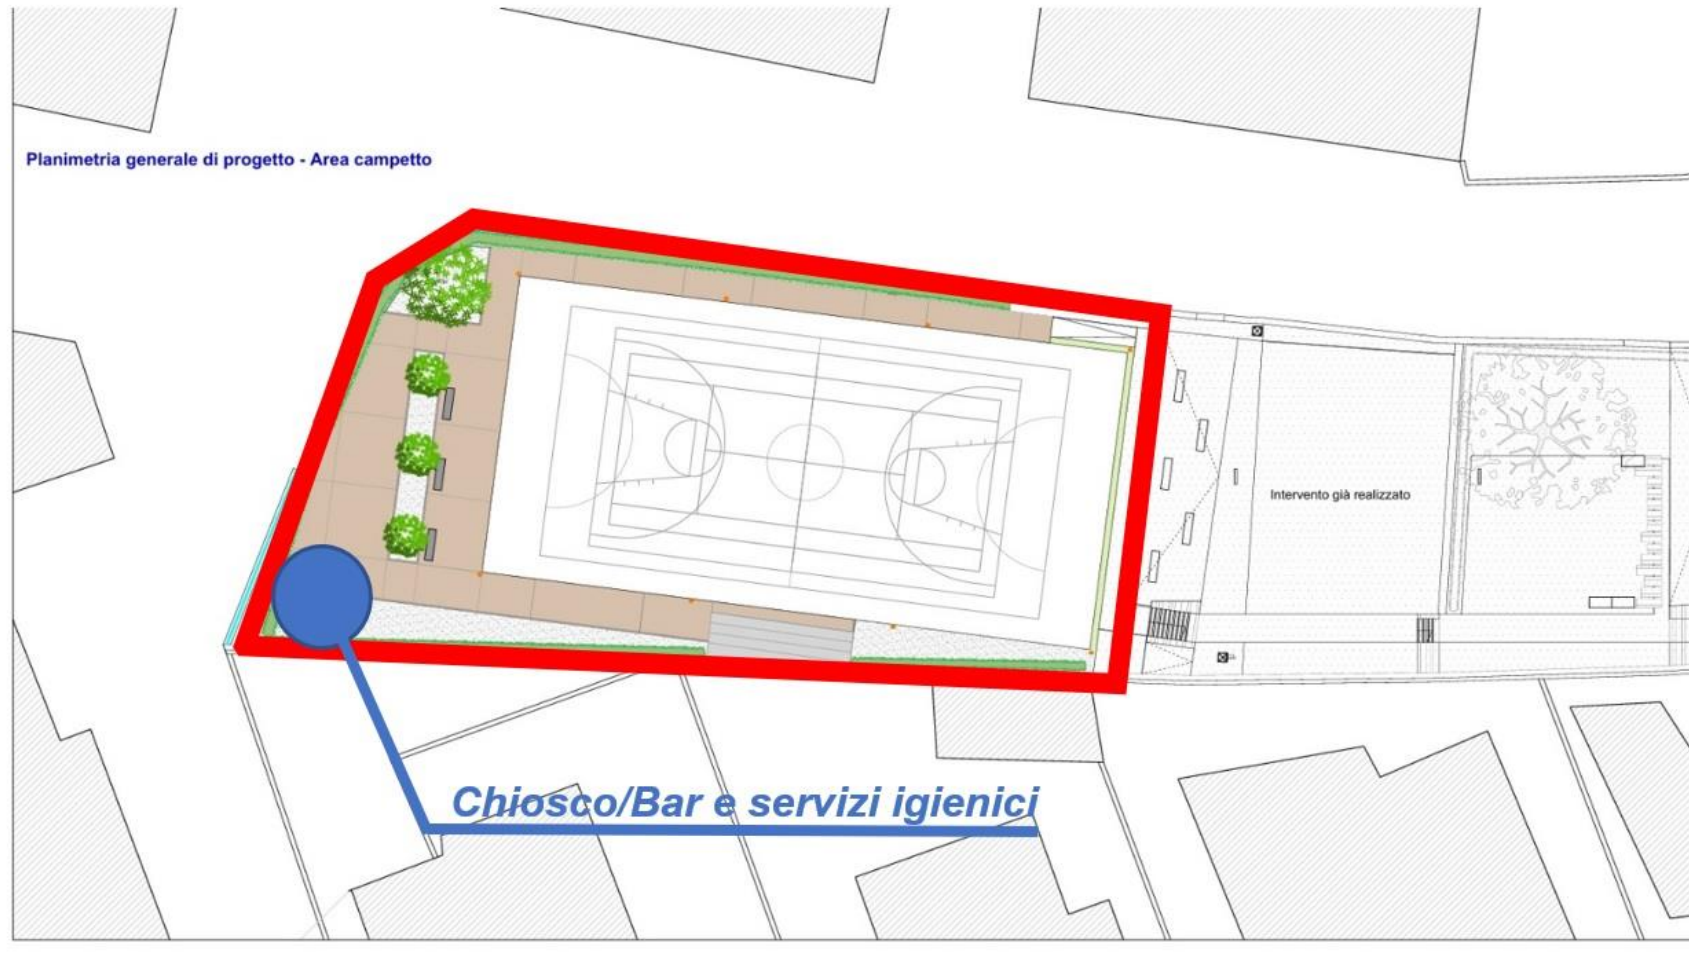 Planimetria generale di progetto - Area campetto
Intervento già realizzato
Chiosco/Bar e servizi igienici